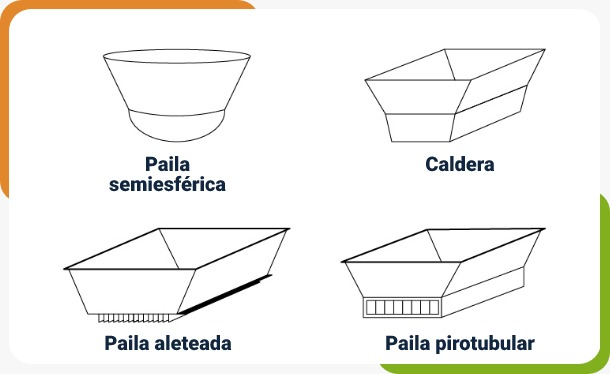 Paila
semiesférica
Caldera
Paila aleteada
Paila pirotubular